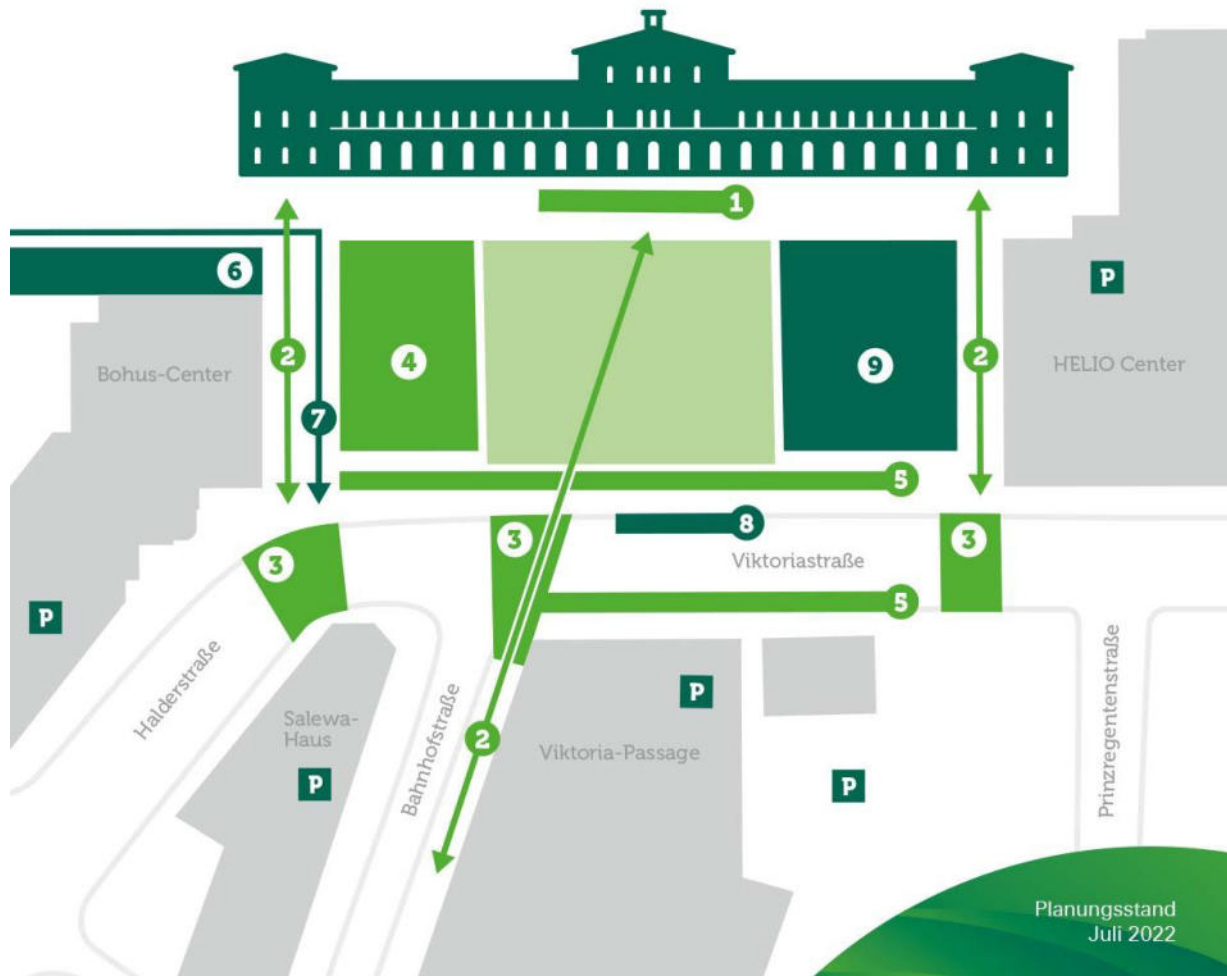 1
6
P
2
4
9
2
Bohus-Center
HELIO Center
7
5
3
3
8
3
Viktoriastraße
5
P
Halderstraße
Salewa-
Haus
P
Bahnhofstraße
2
P
Viktoria-Passage
P
Prinzregentenstraße
Planungsstand
Juli 2022